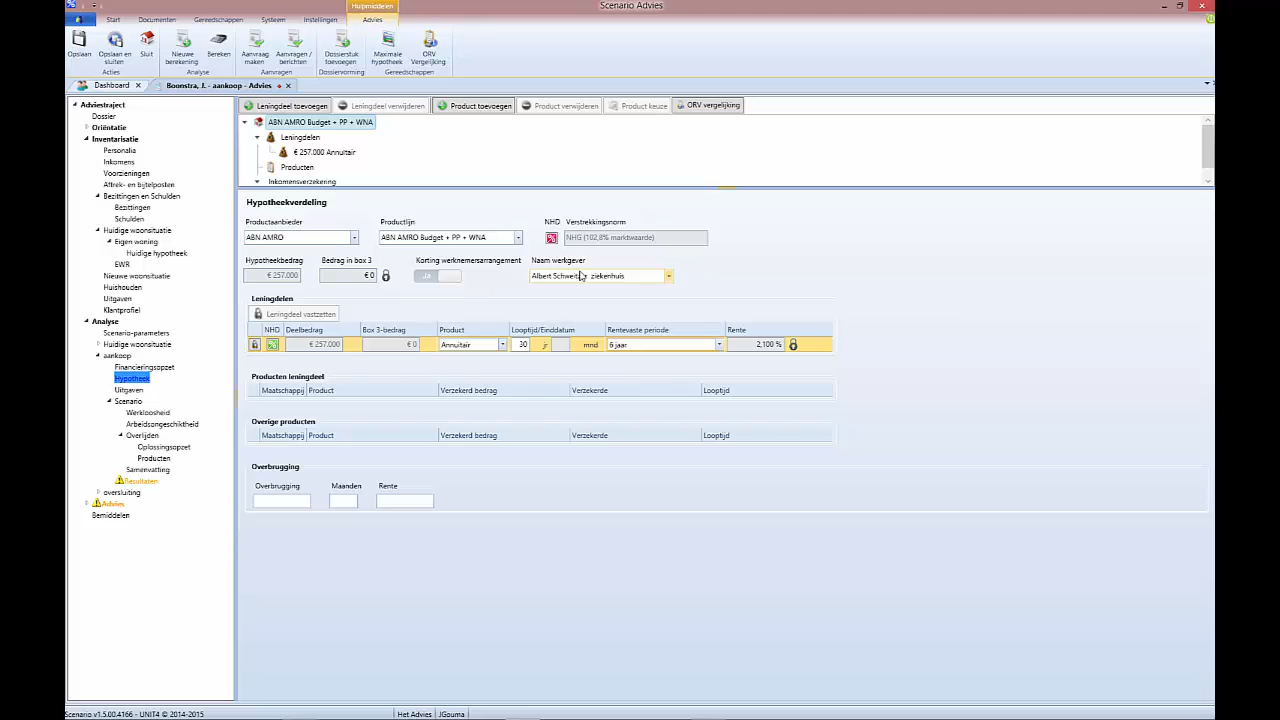 Scenario Advies
Hulpmiddelen
Start Documenten Gereedschappen Systeem Instellingen Advies
Opslaan Opslaan en sluiten Sluit Nieuwe berekening Bereken Aanvraag maken Aanvragen / berichten Dossierstuk toevoegen Maximale hypotheek ORV Vergelijking
Acties Analyse Aanvragen Dossiervorming Gereedschappen
Dashboard Boonstra, J. - aankoop - Advies
Adviestraject
Dossier
Oriëntatie
Inventarisatie
Personalia
Inkomens
Voorzieningen
Aftrek- en bijtelposten
Bezittingen en Schulden
Bezittingen
Schulden
Huidige woonsituatie
Eigen woning
Huidige hypotheek
EWR
Nieuwe woonsituatie
Huishouden
Uitgaven
Klantprofiel
Analyse
Scenario-parameters
Huidige woonsituatie
aankoop
Financieringsopzet
Hypotheek
Uitgaven
Scenario
Werkloosheid
Arbeidsongeschiktheid
Overlijden
Oplossingsopzet
Producten
Samenvatting
Resultaten
oversluiting
Advies
Bemiddelen
Leningdeel toevoegen Leningdeel verwijderen Product toevoegen Product verwijderen Product keuze ORV vergelijking
ABN AMRO Budget + PP + WNA
Leningdelen
€ 257.000 Annuïtair
Producten
Inkomensverzekering
Hypotheekverdeling
Productaanbieder Productlijn NHD Verstrekkingsnorm
ABN AMRO ABN AMRO Budget + PP + WNA NHG (102,8% marktwaarde)
Hypotheekbedrag Bedrag in box 3 Korting werknemersarrangement Naam werkgever
€ 257.000 € 0 Ja Albert ziekenhuis
Leningdelen
Leningdeel vastzetten
NHD Deelbedrag Box 3-bedrag Product Looptijd/Einddatum Rentevaste periode Rente
€ 257.000 € 0 Annuïtair 30 jr mnd 6 jaar 2,100 %
Producten leningdeel
Maatschappij Product Verzekerd bedrag Verzekerde Looptijd
Overige producten
Maatschappij Product Verzekerd bedrag Verzekerde Looptijd
Overbrugging
Overbrugging Maanden Rente
Scenario v1.5.00.4166 - UNIT4 © 2014-2015 Het Advies JGouma